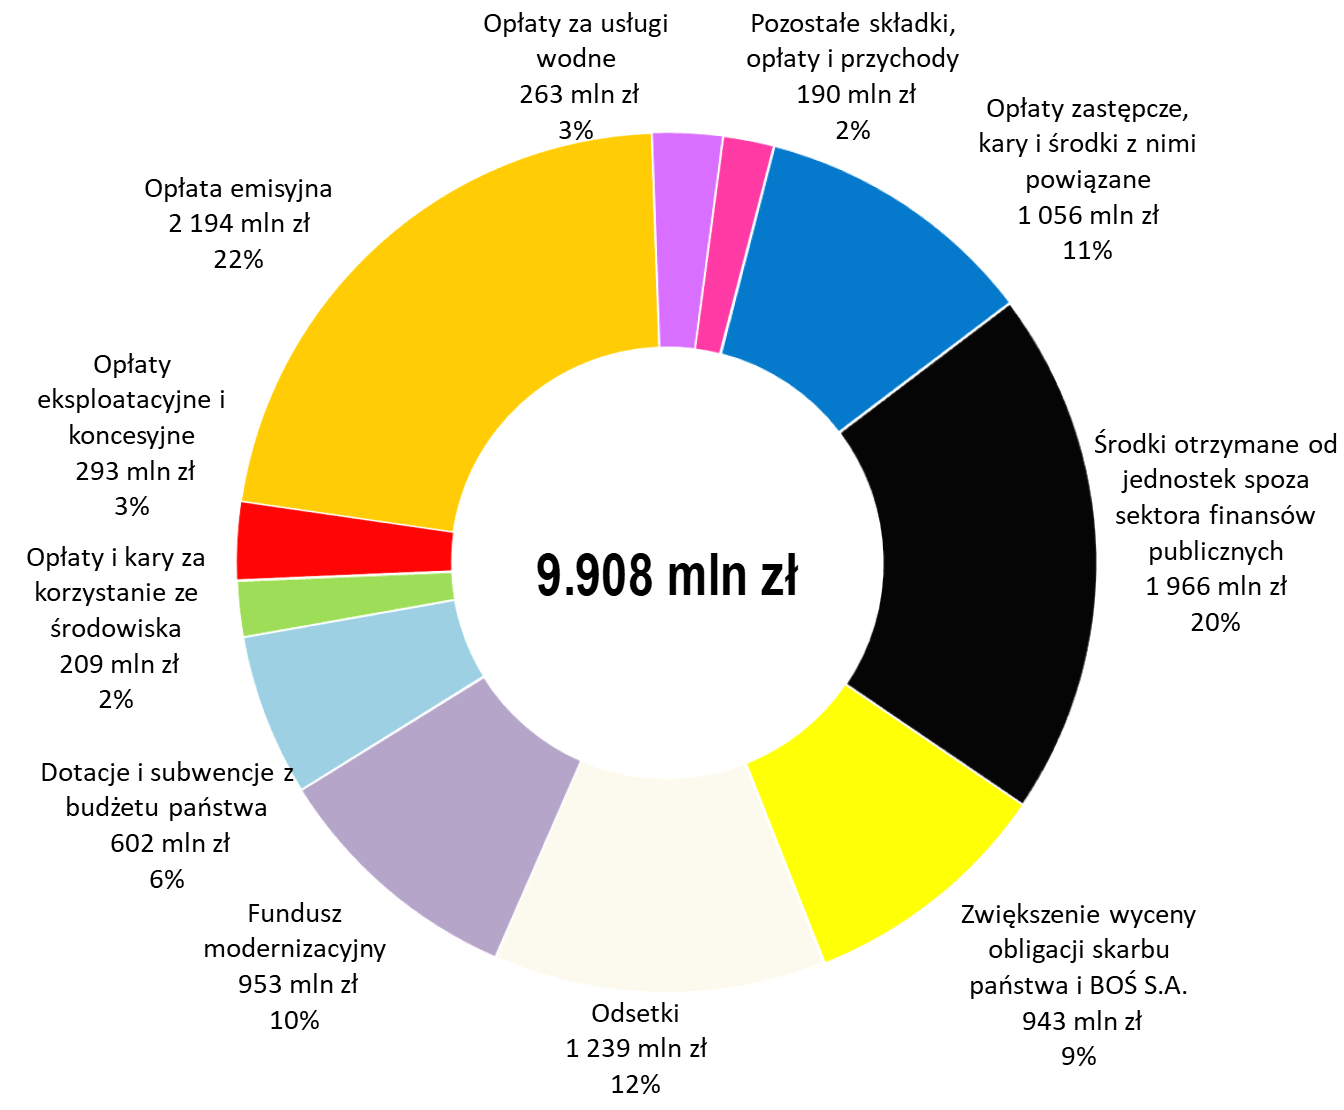 Opłaty za usługi
wodne
263 mln zł
3%
Pozostałe składki,
opłaty i przychody
190 mln zł
2%
Opłaty zastępcze,
kary i środki z nimi
powiązane
1 056 mln zł
11%
Środki otrzymane od
jednostek spoza
sektora finansów
publicznych
1 966 mln zł
20%
Zwiększenie wyceny
obligacji skarbu
państwa i BOŚ S.A.
943 mln zł
9%
Odsetki
1 239 mln zł
12%
Fundusz
modernizacyjny
953 mln zł
10%
Dotacje i subwencje z
budżetu państwa
602 mln zł
6%
Opłaty i kary za
korzystanie ze
środowiska
209 mln zł
2%
Opłaty
eksploatacyjne i
koncesyjne
293 mln zł
3%
Opłata emisyjna
2 194 mln zł
22%
9.908 mln zł